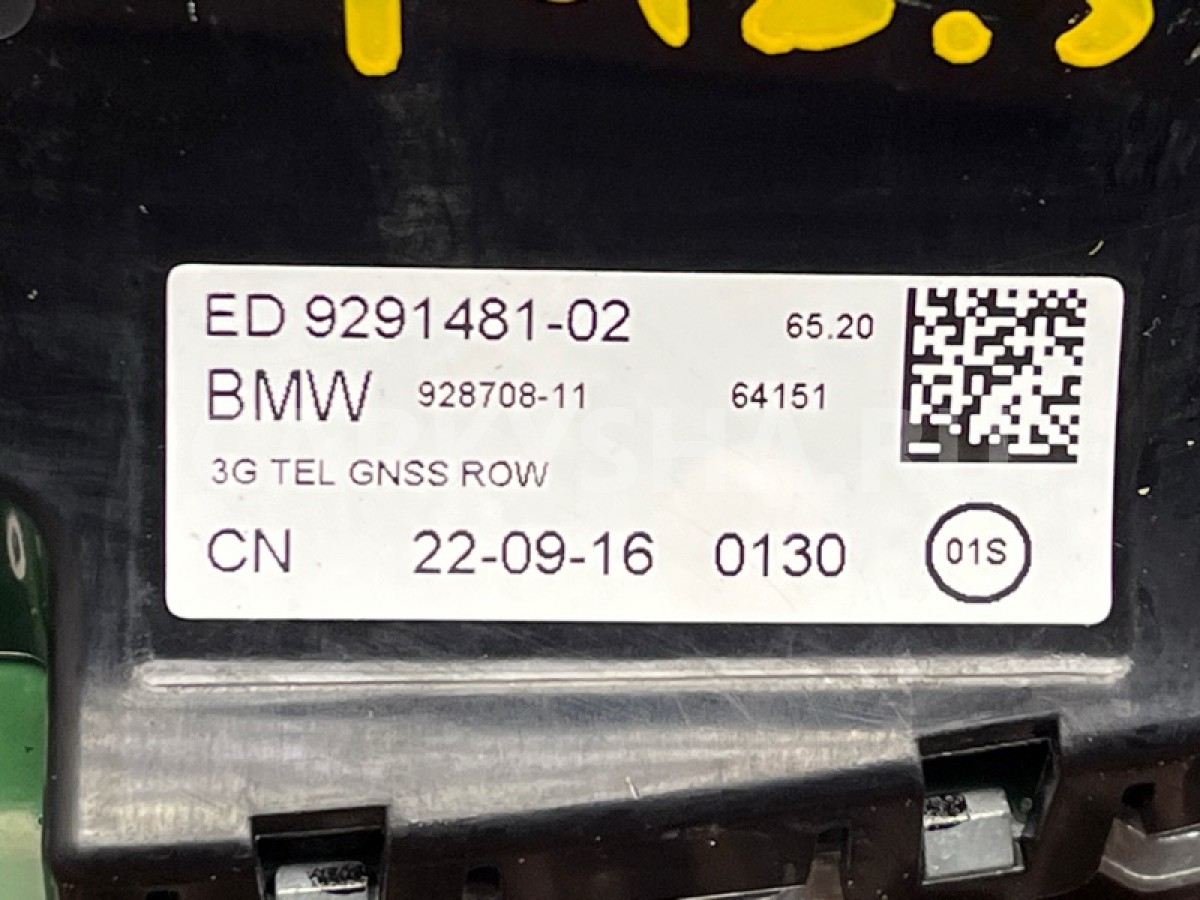 ED 9291481-02 65.20
BMW 928708-11 64151
3G TEL GNSS ROW
CN 22-09-16 0130 01S
0